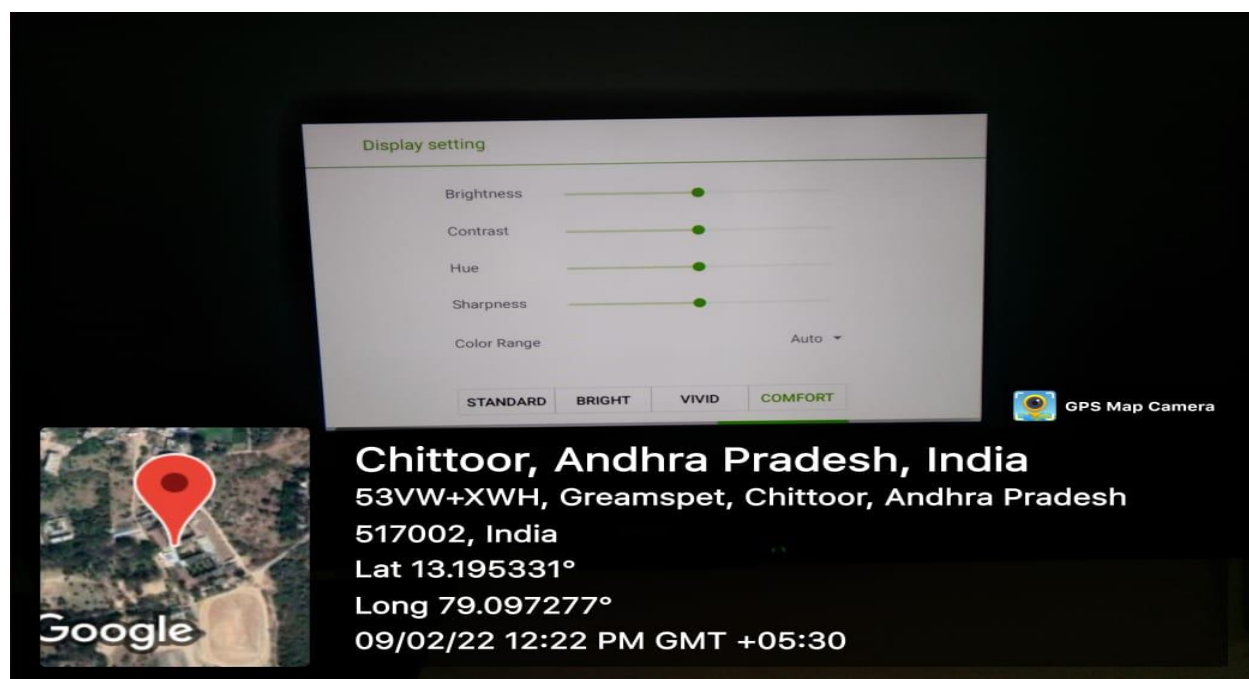 Display setting
Brightness
Contrast
Hue
Sharpness
Color Range Auto
STANDARD BRIGHT VIVID COMFORT
GPS Map Camera
Chittoor, Andhra Pradesh, India
53VW+XWH, Greamspet, Chittoor, Andhra Pradesh
517002, India
Lat 13.195331°
Long 79.097277°
09/02/22 12:22 PM GMT +05:30
Google